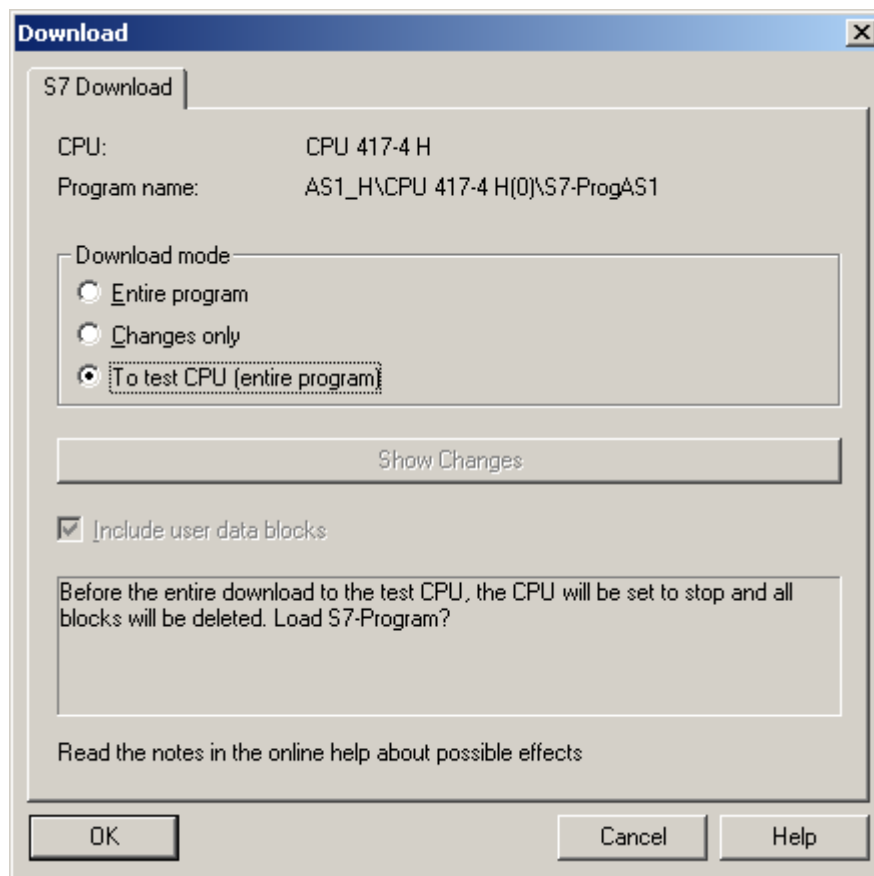 Download
S7 Download
CPU: CPU 417-4 H
Program name: AS1_H\CPU 417-4 H(0)\S7-ProgAS1
Download mode
Entire program
Changes only
To test CPU (entire program)
Show Changes
Include user data blocks
Before the entire download to the test CPU, the CPU will be set to stop and all
blocks will be deleted. Load S7-Program?
Read the notes in the online help about possible effects
OK Cancel Help